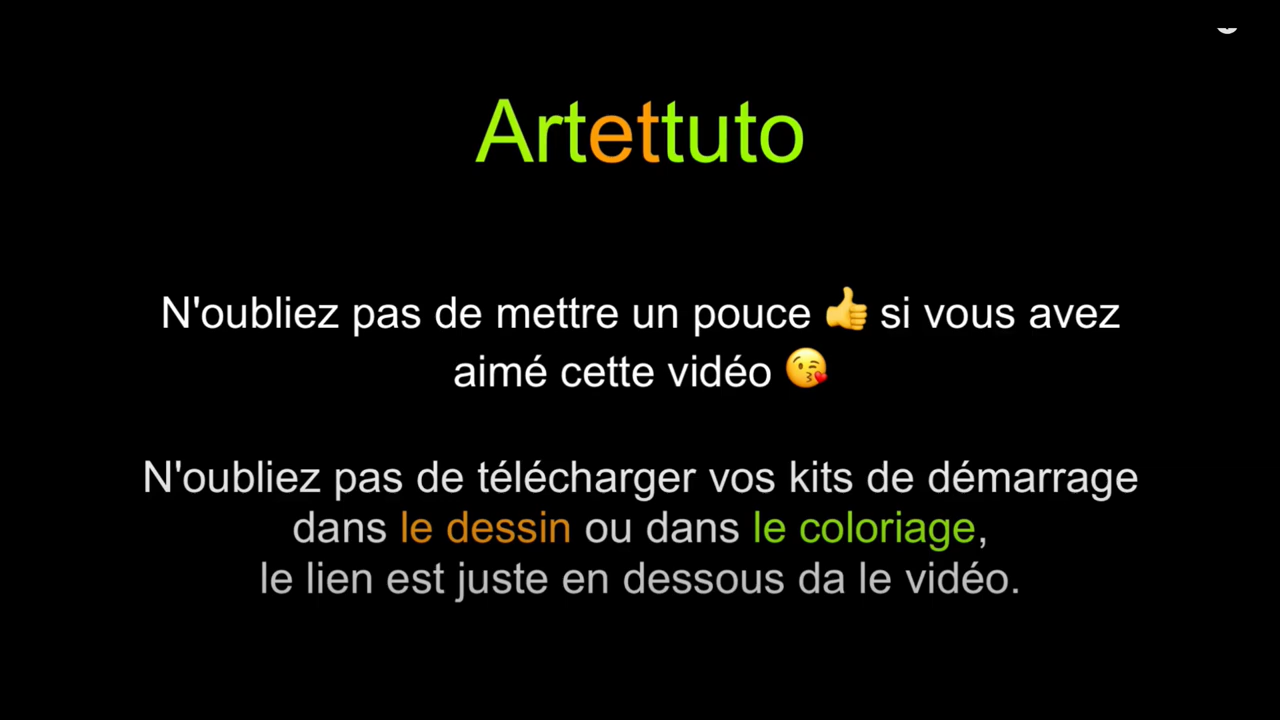 Artettuto
N'oubliez pas de mettre un pouce 👍 si vous avez
aimé cette vidéo 😘
N'oubliez pas de télécharger vos kits de démarrage
dans le dessin ou dans le coloriage,
le lien est juste en dessous da le vidéo.